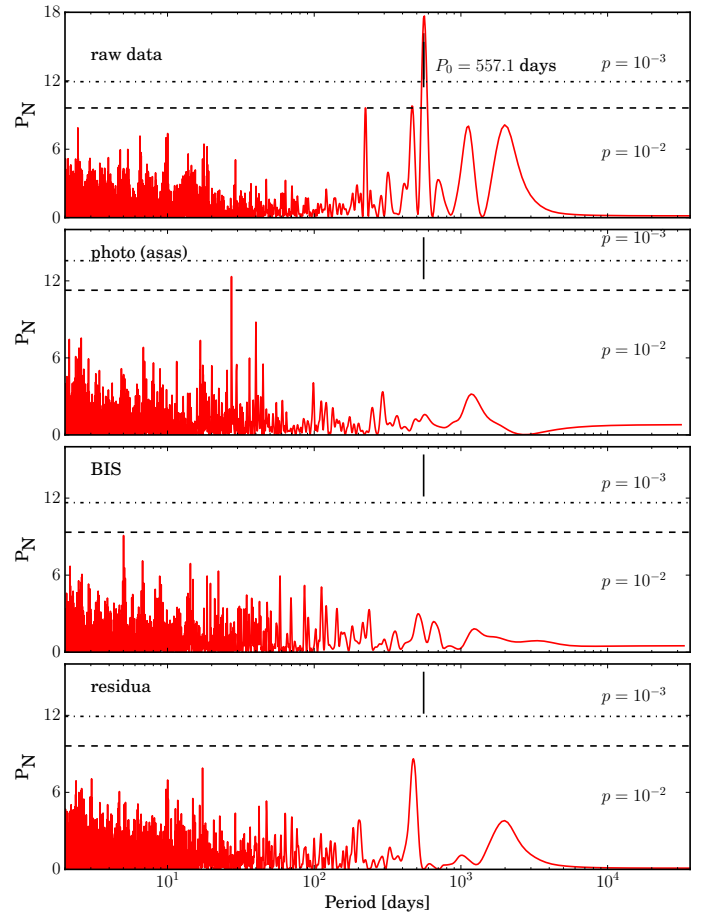 18
raw data
P₀ = 557.1 days
p = 10⁻³
12
P_N
6
p = 10⁻²
0
p = 10⁻³
photo (asas)
12
P_N
6
p = 10⁻²
0
BIS
p = 10⁻³
12
P_N
6
p = 10⁻²
0
residua
p = 10⁻³
12
P_N
6
p = 10⁻²
0
10¹ 10² 10³ 10⁴
Period [days]